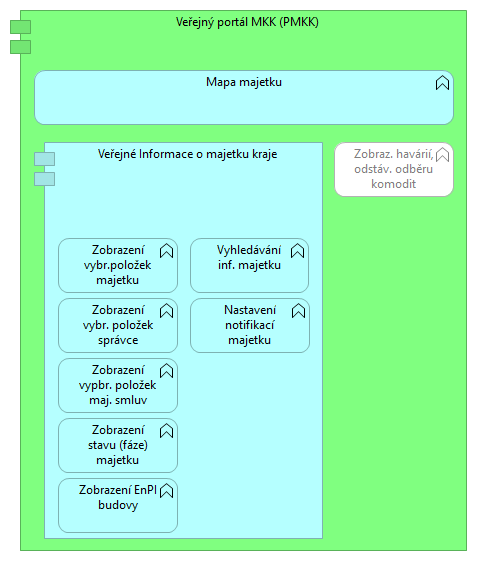 Veřejný portál MKK (PMKK)
Mapa majetku
Veřejné Informace o majetku kraje
Zobraz. havárií,
odstáv. odběru
komodit
Zobrazení
vybr.položek
majetku
Vyhledávání
inf. majetku
Zobrazení
vybr. položek
správce
Nastavení
notifikací
majetku
Zobrazení
vypbr. položek
maj. smluv
Zobrazení
stavu (fáze)
majetku
Zobrazení EnPI
budovy